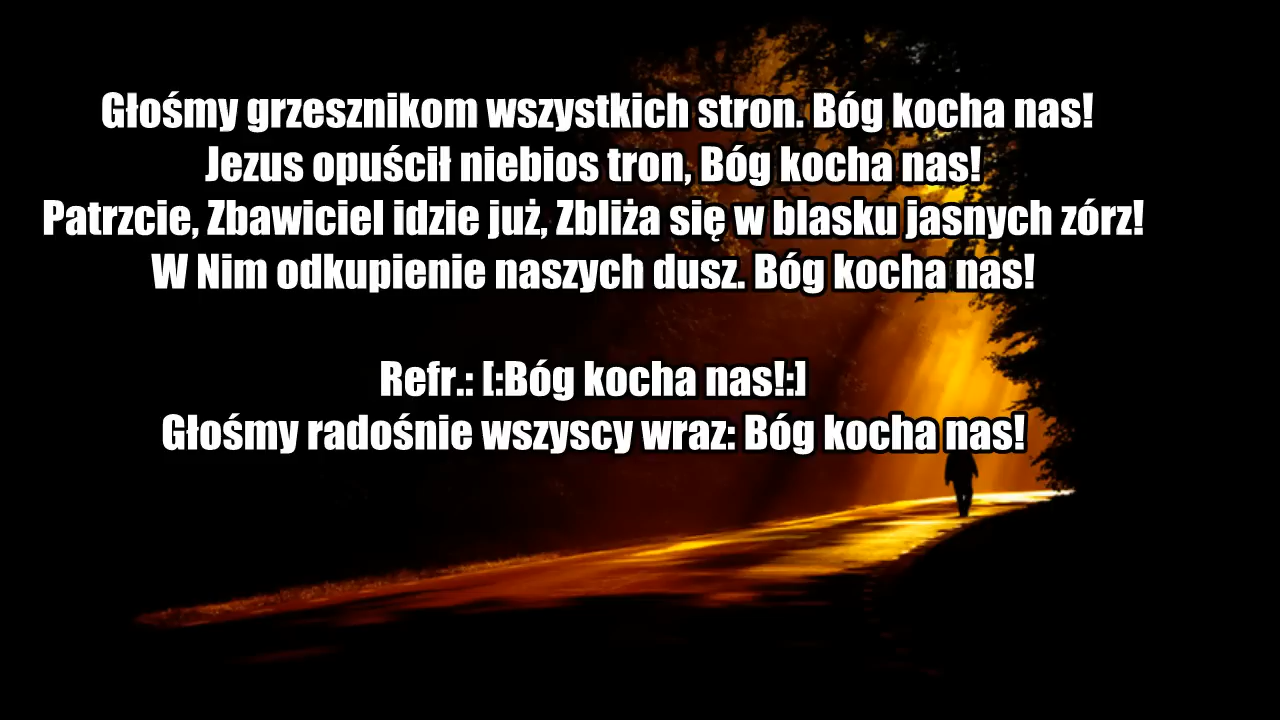 Głośmy grzesznikom wszystkich stron. Bóg kocha nas!
Jezus opuścił niebios tron, Bóg kocha nas!
Patrzcie, Zbawiciel idzie już, Zbliża się w blasku jasnych zórz!
W Nim odkupienie naszych dusz. Bóg kocha nas!
Refr.: [:Bóg kocha nas!:]
Głośmy radośnie wszyscy wraz: Bóg kocha nas!